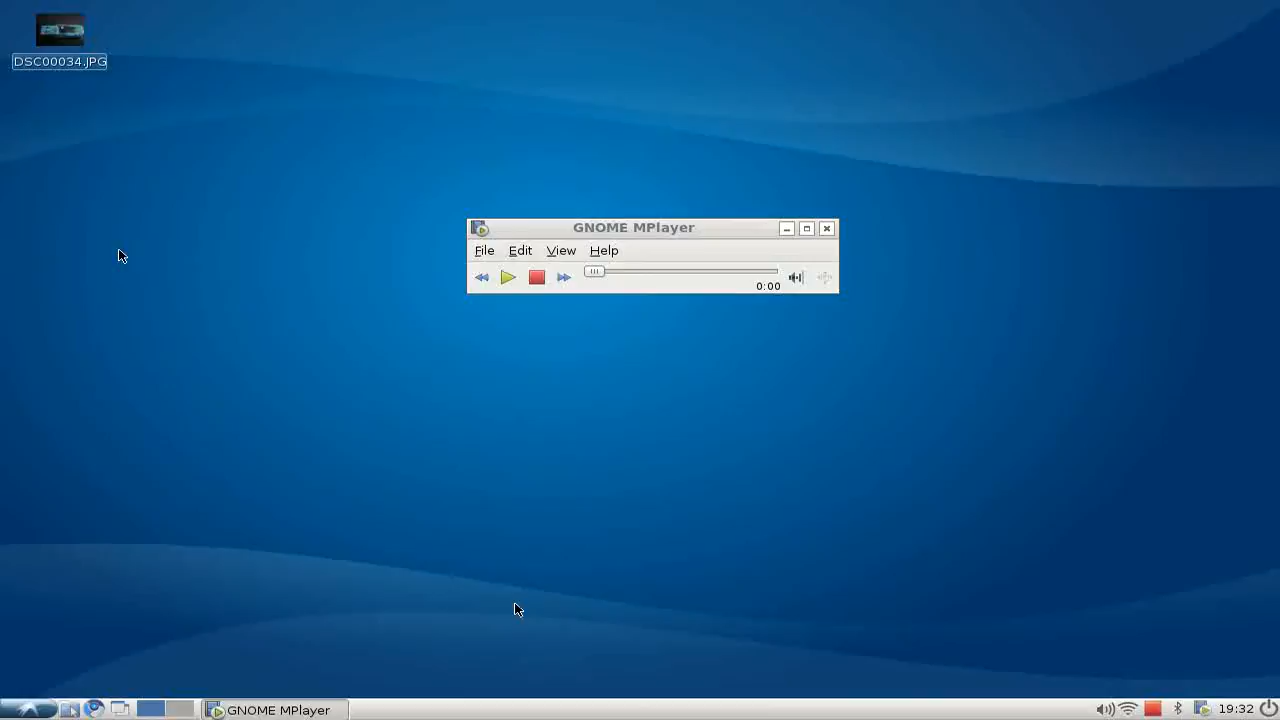 DSC00034.JPG
GNOME MPlayer
File Edit View Help
0:00
GNOME MPlayer
19:32